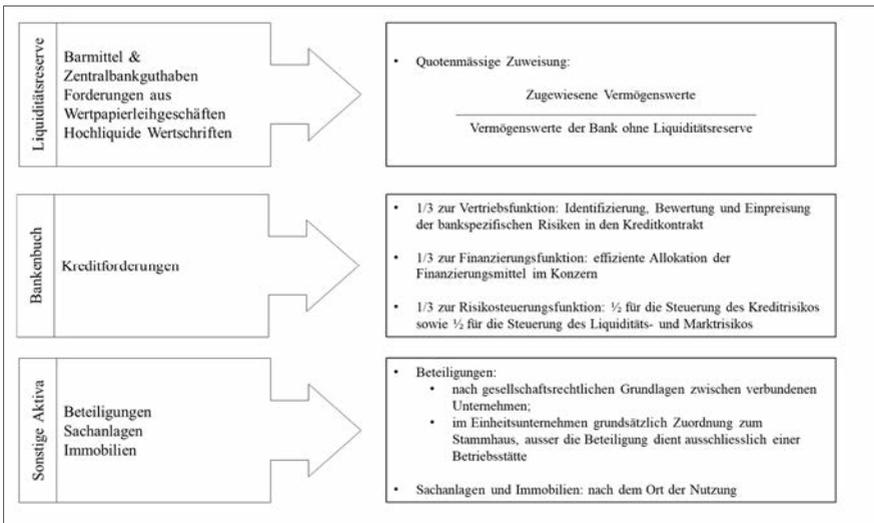 Liquiditätsreserve
Barmittel &
Zentralbankguthaben
Forderungen aus
Wertpapierleihgeschäften
Hochliquide Wertschriften
• Quotenmässige Zuweisung:
Zugewiesene Vermögenswerte
Vermögenswerte der Bank ohne Liquiditätsreserve
Bankenbuch
Kreditforderungen
• 1/3 zur Vertriebsfunktion: Identifizierung, Bewertung und Einpreisung
der bankspezifischen Risiken in den Kreditkontrakt
• 1/3 zur Finanzierungsfunktion: effiziente Allokation der
Finanzierungsmittel im Konzern
• 1/3 zur Risikosteuerungsfunktion: ½ für die Steuerung des Kreditrisikos
sowie ½ für die Steuerung des Liquiditäts- und Marktrisikos
Sonstige Aktiva
Beteiligungen
Sachanlagen
Immobilien
• Beteiligungen:
• nach gesellschaftsrechtlichen Grundlagen zwischen verbundenen
Unternehmen;
• im Einheitsunternehmen grundsätzlich Zuordnung zum
Stammhaus, ausser die Beteiligung dient ausschliesslich einer
Betriebsstätte
• Sachanlagen und Immobilien: nach dem Ort der Nutzung